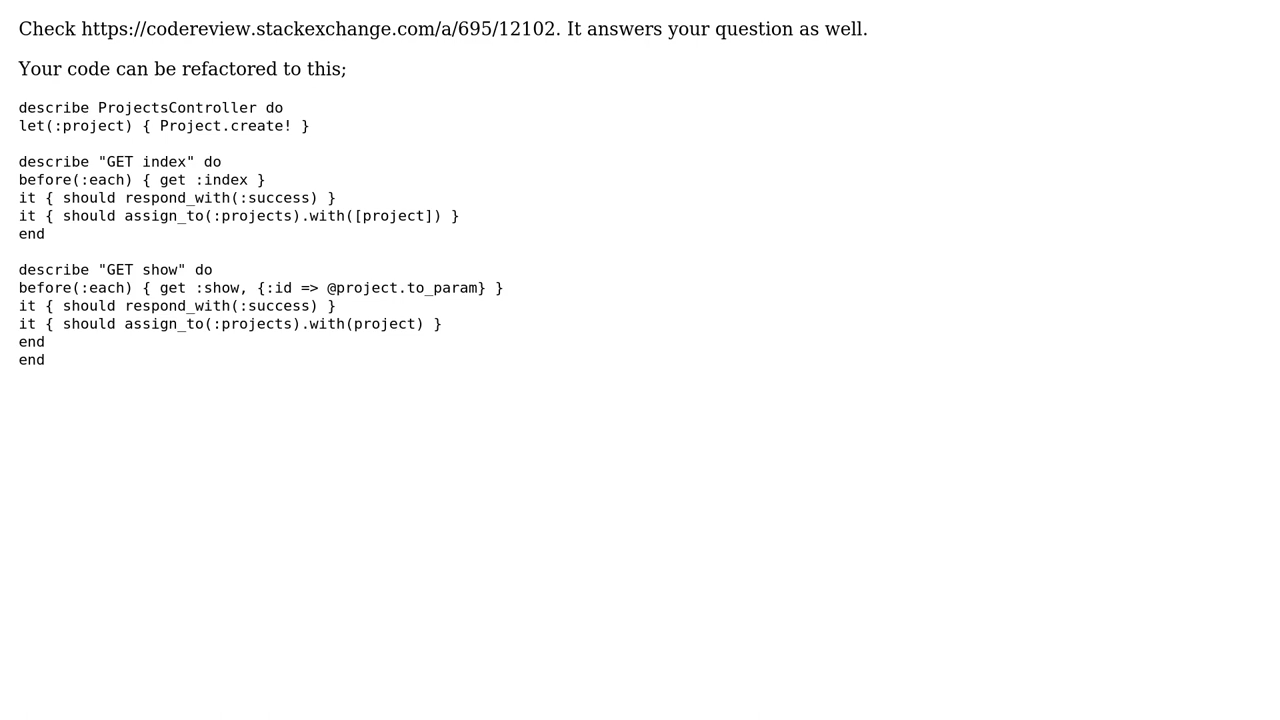 Check https://codereview.stackexchange.com/a/695/12102. It answers your question as well.
Your code can be refactored to this;
describe ProjectsController do
let(:project) { Project.create! }
describe "GET index" do
before(:each) { get :index }
it { should respond_with(:success) }
it { should assign_to(:projects).with([project]) }
end
describe "GET show" do
before(:each) { get :show, {:id => @project.to_param} }
it { should respond_with(:success) }
it { should assign_to(:projects).with(project) }
end
end